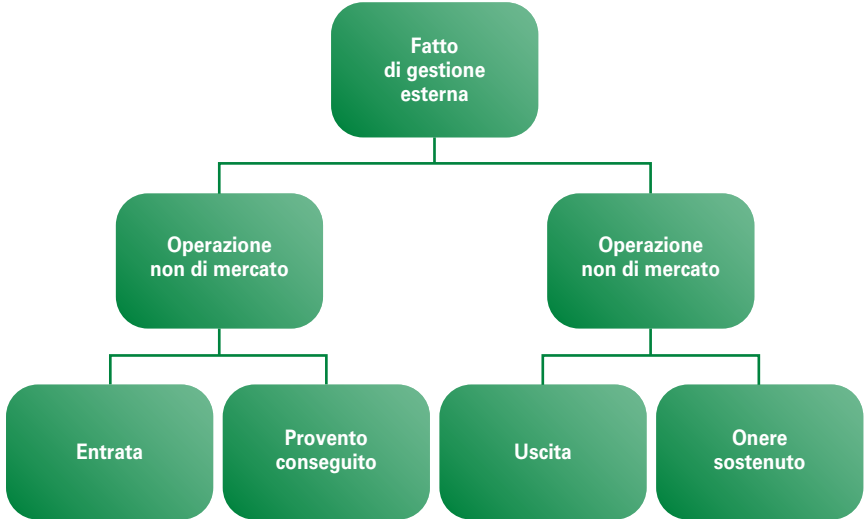 Fatto
di gestione
esterna
Operazione
non di mercato
Operazione
non di mercato
Entrata
Provento
conseguito
Uscita
Onere
sostenuto